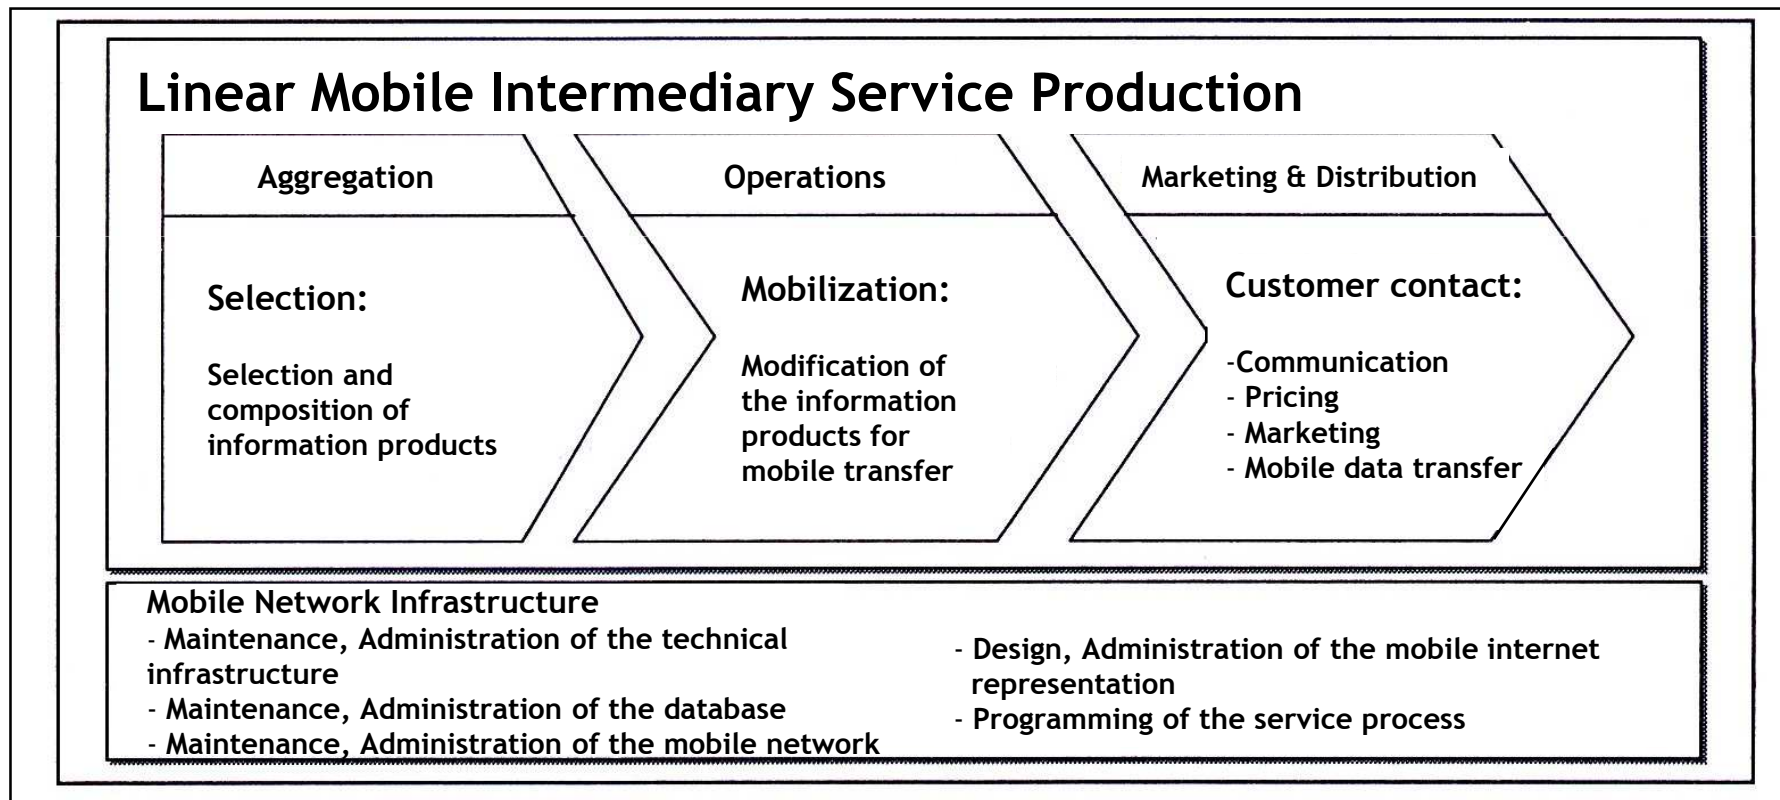 Linear Mobile Intermediary Service Production
Aggregation
Selection:
Selection and
composition of
information products
Operations
Mobilization:
Modification of
the information
products for
mobile transfer
Marketing & Distribution
Customer contact:
-Communication
- Pricing
- Marketing
- Mobile data transfer
Mobile Network Infrastructure
- Maintenance, Administration of the technical
infrastructure
- Maintenance, Administration of the database
- Maintenance, Administration of the mobile network
- Design, Administration of the mobile internet
representation
- Programming of the service process